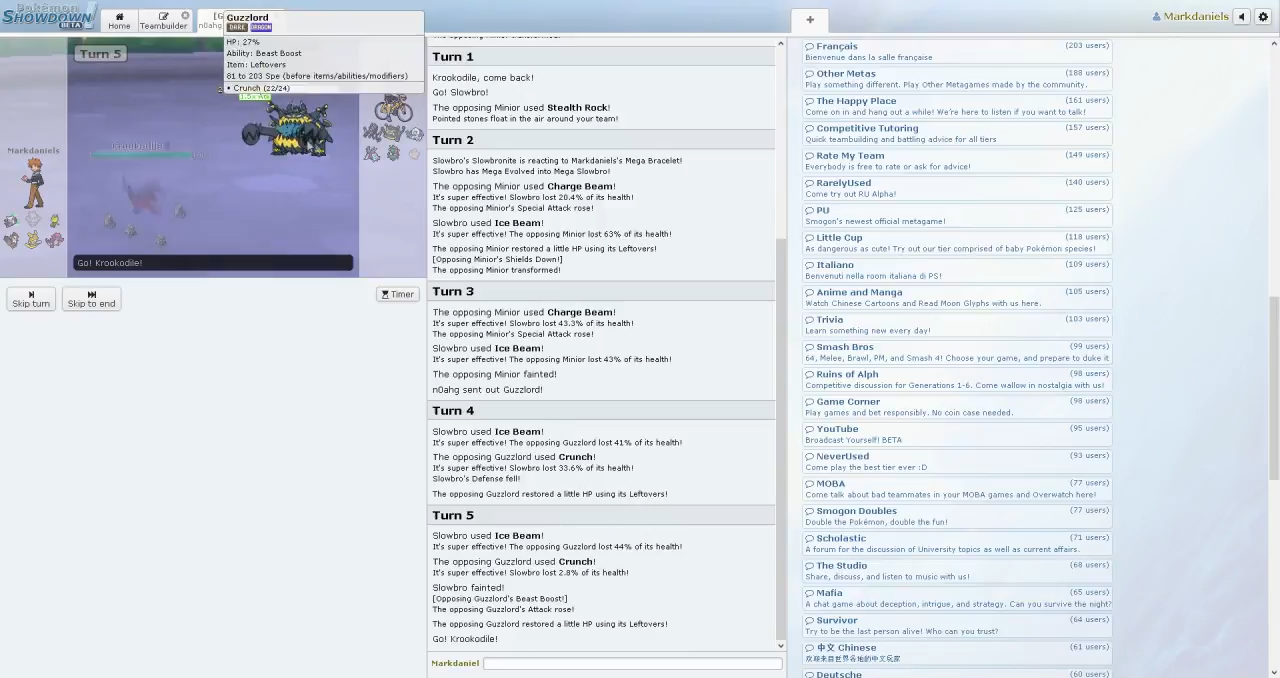 Pokémon
SHOWDOWN
BETA
Home
Teambuilder
n0ahg
Guzzlord
DARK DRAGON
HP: 27%
Ability: Beast Boost
Item: Leftovers
81 to 203 Spe (before items/abilities/modifiers)
• Crunch (22/24)
+
Markdaniels
Turn 5
Markdaniels
Go! Krookodile!
Skip turn
Skip to end
Timer
Turn 1
Krookodile, come back!
Go! Slowbro!
The opposing Minior used Stealth Rock!
Pointed stones float in the air around your team!
Turn 2
Slowbro's Slowbronite is reacting to Markdaniels's Mega Bracelet!
Slowbro has Mega Evolved into Mega Slowbro!
The opposing Minior used Charge Beam!
It's super effective! Slowbro lost 20.4% of its health!
The opposing Minior's Special Attack rose!
Slowbro used Ice Beam!
It's super effective! The opposing Minior lost 63% of its health!
The opposing Minior restored a little HP using its Leftovers!
[Opposing Minior's Shields Down!]
The opposing Minior transformed!
Turn 3
The opposing Minior used Charge Beam!
It's super effective! Slowbro lost 43.3% of its health!
The opposing Minior's Special Attack rose!
Slowbro used Ice Beam!
It's super effective! The opposing Minior lost 43% of its health!
The opposing Minior fainted!
n0ahg sent out Guzzlord!
Turn 4
Slowbro used Ice Beam!
It's super effective! The opposing Guzzlord lost 41% of its health!
The opposing Guzzlord used Crunch!
It's super effective! Slowbro lost 33.6% of its health!
Slowbro's Defense fell!
The opposing Guzzlord restored a little HP using its Leftovers!
Turn 5
Slowbro used Ice Beam!
It's super effective! The opposing Guzzlord lost 44% of its health!
The opposing Guzzlord used Crunch!
It's super effective! Slowbro lost 2.8% of its health!
Slowbro fainted!
[Opposing Guzzlord's Beast Boost!]
The opposing Guzzlord's Attack rose!
The opposing Guzzlord restored a little HP using its Leftovers!
Go! Krookodile!
Markdaniel
Français (203 users)
Bienvenue dans la salle française
Other Metas (188 users)
Play something different. Play Other Metagames made by the community.
The Happy Place (161 users)
Come on in and hang out a while! We're here to listen if you want to talk!
Competitive Tutoring (157 users)
Quick teambuilding and battling advice for all tiers
Rate My Team (149 users)
Everybody is free to rate or ask for advice!
RarelyUsed (140 users)
Come try out RU Alpha!
PU (125 users)
Smogon's newest official metagame!
Little Cup (118 users)
As dangerous as cute! Try out our tier comprised of baby Pokémon species!
Italiano (109 users)
Benvenuti nella room italiana di PS!
Anime and Manga (105 users)
Watch Chinese Cartoons and Read Moon Glyphs with us here.
Trivia (103 users)
Learn something new every day!
Smash Bros (99 users)
64, Melee, Brawl, PM, and Smash 4! Choose your game, and prepare to duke it
Ruins of Alph (98 users)
Competitive discussion for Generations 1-6. Come wallow in nostalgia with us!
Game Corner (98 users)
Play games and bet responsibly. No coin case needed.
YouTube (95 users)
Broadcast Yourself! BETA
NeverUsed (93 users)
Come play the best tier ever :D
MOBA (77 users)
Come talk about bad teammates in your MOBA games and Overwatch here!
Smogon Doubles (77 users)
Double the Pokémon, double the fun!
Scholastic (71 users)
A forum for the discussion of University topics as well as current affairs.
The Studio (68 users)
Share, discuss, and listen to music with us!
Mafia (65 users)
A chat game about deception, intrigue, and strategy. Can you survive the night?
Survivor (64 users)
Try to be the last person alive! Who can you trust?
中文 Chinese (61 users)
欢迎来自世界各地的中文玩家
Deutsche (60 users)